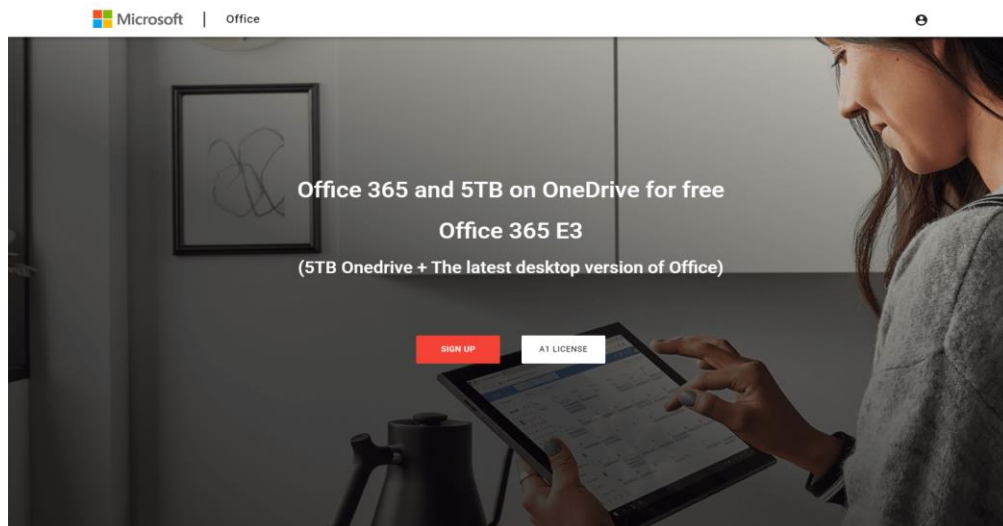 Microsoft | Office
Office 365 and 5TB on OneDrive for free
Office 365 E3
(5TB Onedrive + The latest desktop version of Office)
SIGN UP
A1 LICENSE